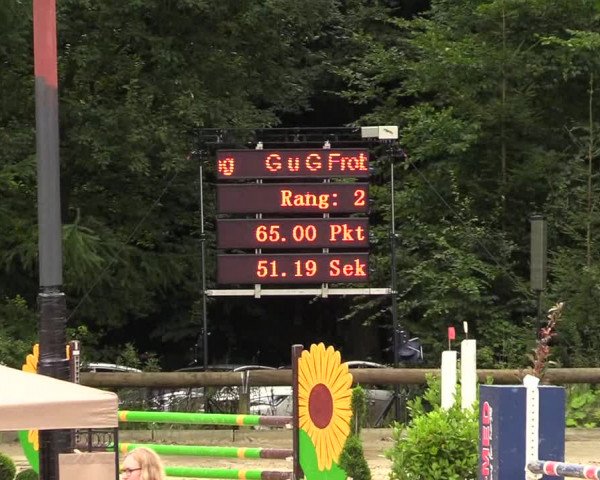 G u G Frot
Rang: 2
65.00 Pkt
51.19 Sek